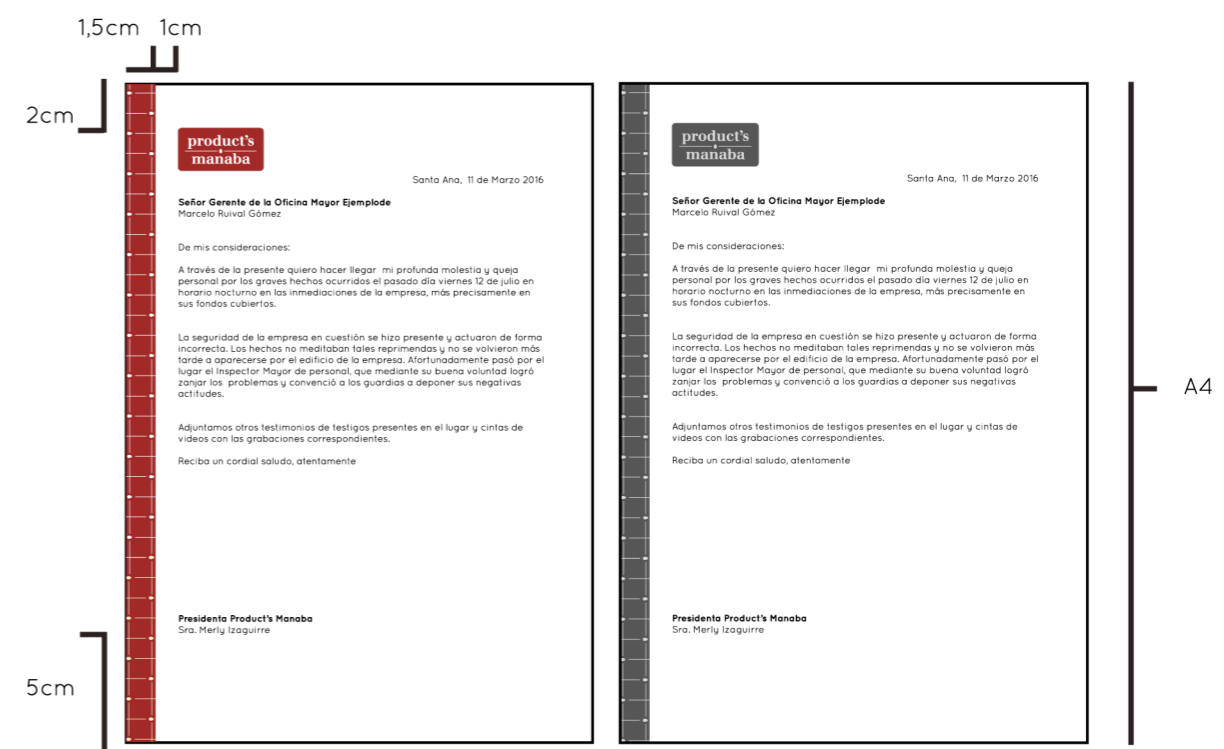 1,5cm 1cm
2cm
5cm
product's
manaba
Santa Ana, 11 de Marzo 2016
Señor Gerente de la Oficina Mayor Ejemplode
Marcelo Ruival Gómez
De mis consideraciones:
A través de la presente quiero hacer llegar mi profunda molestia y queja
personal por los graves hechos ocurridos el pasado día viernes 12 de julio en
horario nocturno en las inmediaciones de la empresa, más precisamente en
sus fondos cubiertos.
La seguridad de la empresa en cuestión se hizo presente y actuaron de forma
incorrecta. Los hechos no meditaban tales reprimendas y no se volvieron más
tarde a aparecerse por el edificio de la empresa. Afortunadamente pasó por el
lugar el Inspector Mayor de personal, que mediante su buena voluntad logró
zanjar los problemas y convenció a los guardias a deponer sus negativas
actitudes.
Adjuntamos otros testimonios de testigos presentes en el lugar y cintas de
videos con las grabaciones correspondientes.
Reciba un cordial saludo, atentamente
Presidenta Product's Manaba
Sra. Merly Izaguirre
product's
manaba
Santa Ana, 11 de Marzo 2016
Señor Gerente de la Oficina Mayor Ejemplode
Marcelo Ruival Gómez
De mis consideraciones:
A través de la presente quiero hacer llegar mi profunda molestia y queja
personal por los graves hechos ocurridos el pasado día viernes 12 de julio en
horario nocturno en las inmediaciones de la empresa, más precisamente en
sus fondos cubiertos.
La seguridad de la empresa en cuestión se hizo presente y actuaron de forma
incorrecta. Los hechos no meditaban tales reprimendas y no se volvieron más
tarde a aparecerse por el edificio de la empresa. Afortunadamente pasó por el
lugar el Inspector Mayor de personal, que mediante su buena voluntad logró
zanjar los problemas y convenció a los guardias a deponer sus negativas
actitudes.
Adjuntamos otros testimonios de testigos presentes en el lugar y cintas de
videos con las grabaciones correspondientes.
Reciba un cordial saludo, atentamente
Presidenta Product's Manaba
Sra. Merly Izaguirre
A4